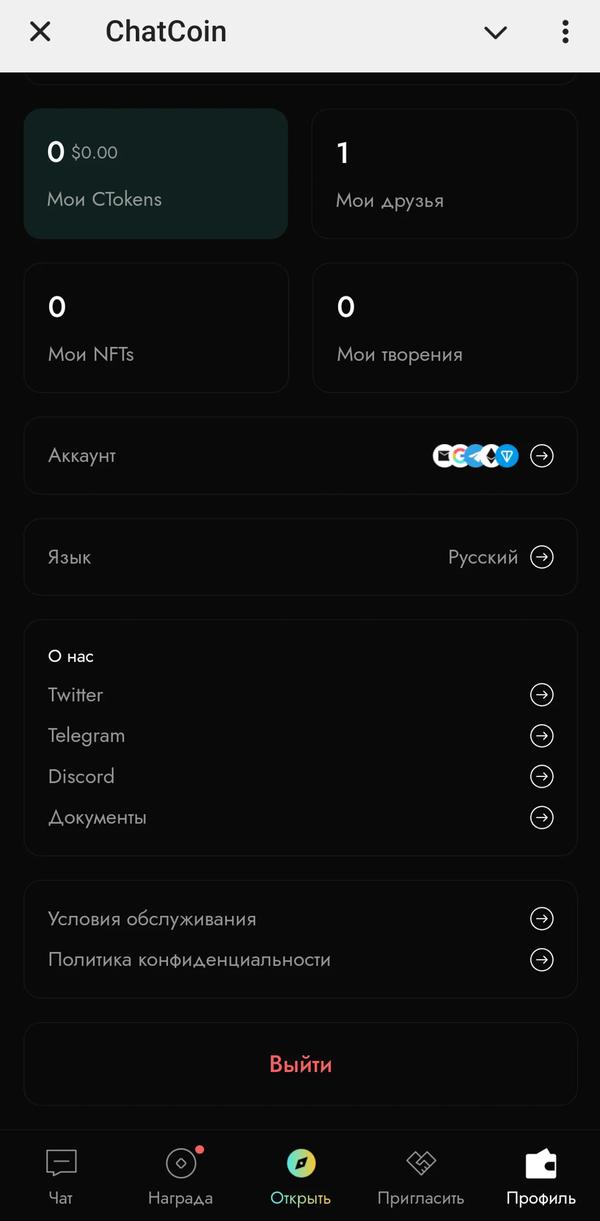 ChatCoin
0 $0.00
Мои CTokens
1
Мои друзья
0
Мои NFTs
0
Мои творения
Аккаунт
Язык Русский
О нас
Twitter
Telegram
Discord
Документы
Условия обслуживания
Политика конфиденциальности
Выйти
Чат Награда Открыть Пригласить Профиль